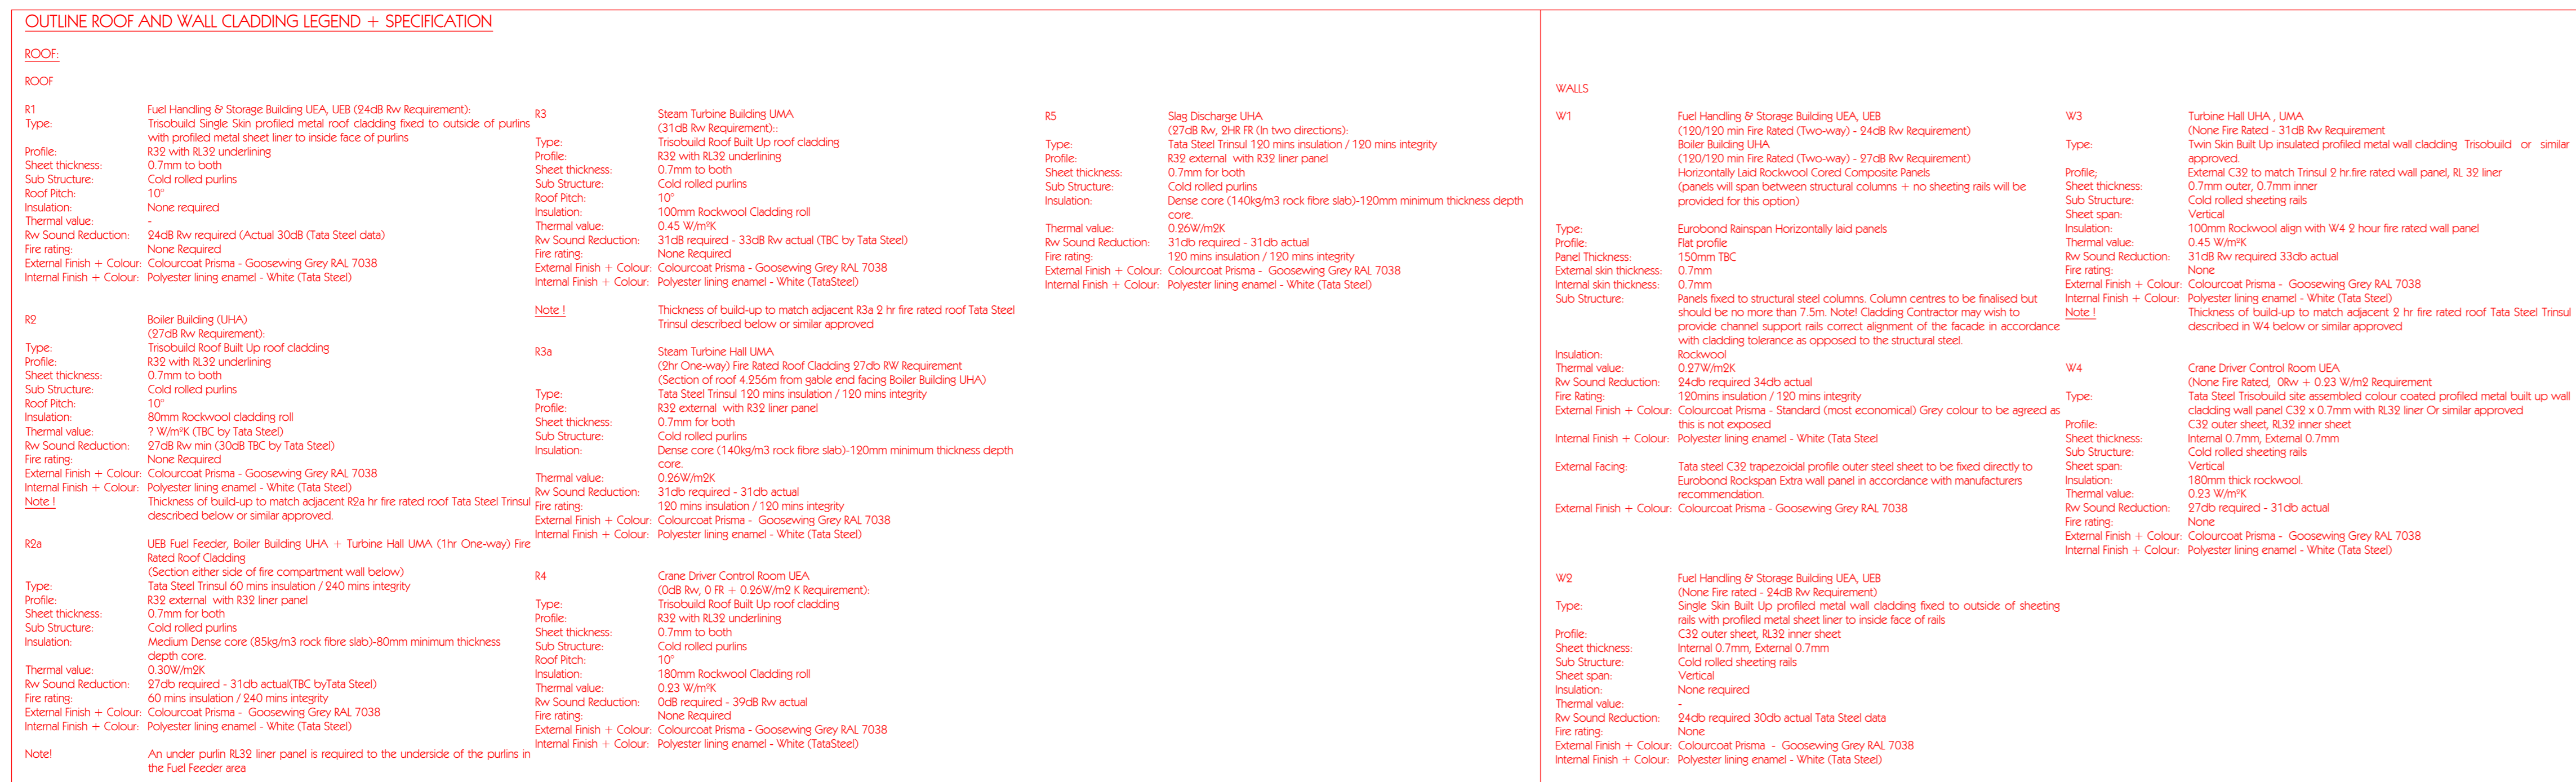 OUTLINE ROOF AND WALL CLADDING LEGEND + SPECIFICATION
ROOF:
ROOF
R1 Fuel Handling & Storage Building UEA, UEB (24dB Rw Requirement):
Type: Trisobuild Single Skin profiled metal roof cladding fixed to outside of purlins
with profiled metal sheet liner to inside face of purlins
Profile: R32 with RL32 underlining
Sheet thickness: 0.7mm to both
Sub Structure: Cold rolled purlins
Roof Pitch: 10°
Insulation: None required
Thermal value: -
Rw Sound Reduction: 24dB Rw required (Actual 30dB (Tata Steel data)
Fire rating: None Required
External Finish + Colour: Colourcoat Prisma - Goosewing Grey RAL 7038
Internal Finish + Colour: Polyester lining enamel - White (Tata Steel)
R2 Boiler Building (UHA)
(27dB Rw Requirement):
Type: Trisobuild Roof Built Up roof cladding
Profile: R32 with RL32 underlining
Sheet thickness: 0.7mm to both
Sub Structure: Cold rolled purlins
Roof Pitch: 10°
Insulation: 80mm Rockwool cladding roll
Thermal value: ? W/m²K (TBC by Tata Steel)
Rw Sound Reduction: 27dB Rw min (30dB TBC by Tata Steel)
Fire rating: None Required
External Finish + Colour: Colourcoat Prisma - Goosewing Grey RAL 7038
Internal Finish + Colour: Polyester lining enamel - White (Tata Steel)
Note ! Thickness of build-up to match adjacent R2a hr fire rated roof Tata Steel Trinsul
described below or similar approved.
R2a UEB Fuel Feeder, Boiler Building UHA + Turbine Hall UMA (1hr One-way) Fire
Rated Roof Cladding
(Section either side of fire compartment wall below)
Type: Tata Steel Trinsul 60 mins insulation / 240 mins integrity
Profile: R32 external with R32 liner panel
Sheet thickness: 0.7mm for both
Sub Structure: Cold rolled purlins
Insulation: Medium Dense core (85kg/m3 rock fibre slab)-80mm minimum thickness
depth core.
Thermal value: 0.30W/m2K
Rw Sound Reduction: 27db required - 31db actual(TBC byTata Steel)
Fire rating: 60 mins insulation / 240 mins integrity
External Finish + Colour: Colourcoat Prisma - Goosewing Grey RAL 7038
Internal Finish + Colour: Polyester lining enamel - White (Tata Steel)
Note! An under purlin RL32 liner panel is required to the underside of the purlins in
the Fuel Feeder area
R3 Steam Turbine Building UMA
(31dB Rw Requirement)::
Type: Trisobuild Roof Built Up roof cladding
Profile: R32 with RL32 underlining
Sheet thickness: 0.7mm to both
Sub Structure: Cold rolled purlins
Roof Pitch: 10°
Insulation: 100mm Rockwool Cladding roll
Thermal value: 0.45 W/m²K
Rw Sound Reduction: 31dB required - 33dB Rw actual (TBC by Tata Steel)
Fire rating: None Required
External Finish + Colour: Colourcoat Prisma - Goosewing Grey RAL 7038
Internal Finish + Colour: Polyester lining enamel - White (TataSteel)
Note ! Thickness of build-up to match adjacent R3a 2 hr fire rated roof Tata Steel
Trinsul described below or similar approved
R3a Steam Turbine Hall UMA
(2hr One-way) Fire Rated Roof Cladding 27db RW Requirement
(Section of roof 4.256m from gable end facing Boiler Building UHA)
Type: Tata Steel Trinsul 120 mins insulation / 120 mins integrity
Profile: R32 external with R32 liner panel
Sheet thickness: 0.7mm for both
Sub Structure: Cold rolled purlins
Insulation: Dense core (140kg/m3 rock fibre slab)-120mm minimum thickness depth
core.
Thermal value: 0.26W/m2K
Rw Sound Reduction: 31db required - 31db actual
Fire rating: 120 mins insulation / 120 mins integrity
External Finish + Colour: Colourcoat Prisma - Goosewing Grey RAL 7038
Internal Finish + Colour: Polyester lining enamel - White (Tata Steel)
R4 Crane Driver Control Room UEA
(0dB Rw, 0 FR + 0.26W/m2 K Requirement):
Type: Trisobuild Roof Built Up roof cladding
Profile: R32 with RL32 underlining
Sheet thickness: 0.7mm to both
Sub Structure: Cold rolled purlins
Roof Pitch: 10°
Insulation: 180mm Rockwool Cladding roll
Thermal value: 0.23 W/m²K
Rw Sound Reduction: 0dB required - 39dB Rw actual
Fire rating: None Required
External Finish + Colour: Colourcoat Prisma - Goosewing Grey RAL 7038
Internal Finish + Colour: Polyester lining enamel - White (TataSteel)
R5 Slag Discharge UHA
(27dB Rw, 2HR FR (In two directions):
Type: Tata Steel Trinsul 120 mins insulation / 120 mins integrity
Profile: R32 external with R32 liner panel
Sheet thickness: 0.7mm for both
Sub Structure: Cold rolled purlins
Insulation: Dense core (140kg/m3 rock fibre slab)-120mm minimum thickness depth
core.
Thermal value: 0.26W/m2K
Rw Sound Reduction: 31db required - 31db actual
Fire rating: 120 mins insulation / 120 mins integrity
External Finish + Colour: Colourcoat Prisma - Goosewing Grey RAL 7038
Internal Finish + Colour: Polyester lining enamel - White (Tata Steel)
WALLS
W1 Fuel Handling & Storage Building UEA, UEB
(120/120 min Fire Rated (Two-way) - 24dB Rw Requirement)
Boiler Building UHA
(120/120 min Fire Rated (Two-way) - 27dB Rw Requirement)
Horizontally Laid Rockwool Cored Composite Panels
(panels will span between structural columns + no sheeting rails will be
provided for this option)
Type: Eurobond Rainspan Horizontally laid panels
Profile: Flat profile
Panel Thickness: 150mm TBC
External skin thickness: 0.7mm
Internal skin thickness: 0.7mm
Sub Structure: Panels fixed to structural steel columns. Column centres to be finalised but
should be no more than 7.5m. Note! Cladding Contractor may wish to
provide channel support rails correct alignment of the facade in accordance
with cladding tolerance as opposed to the structural steel.
Insulation: Rockwool
Thermal value: 0.27W/m2K
Rw Sound Reduction: 24db required 34db actual
Fire Rating: 120mins insulation / 120 mins integrity
External Finish + Colour: Colourcoat Prisma - Standard (most economical) Grey colour to be agreed as
this is not exposed
Internal Finish + Colour: Polyester lining enamel - White (Tata Steel
External Facing: Tata steel C32 trapezoidal profile outer steel sheet to be fixed directly to
Eurobond Rockspan Extra wall panel in accordance with manufacturers
recommendation.
External Finish + Colour: Colourcoat Prisma - Goosewing Grey RAL 7038
W2 Fuel Handling & Storage Building UEA, UEB
(None Fire rated - 24dB Rw Requirement)
Type: Single Skin Built Up profiled metal wall cladding fixed to outside of sheeting
rails with profiled metal sheet liner to inside face of rails
Profile: C32 outer sheet, RL32 inner sheet
Sheet thickness: Internal 0.7mm, External 0.7mm
Sub Structure: Cold rolled sheeting rails
Sheet span: Vertical
Insulation: None required
Thermal value: -
Rw Sound Reduction: 24db required 30db actual Tata Steel data
Fire rating: None
External Finish + Colour: Colourcoat Prisma - Goosewing Grey RAL 7038
Internal Finish + Colour: Polyester lining enamel - White (Tata Steel)
W3 Turbine Hall UHA , UMA
(None Fire Rated - 31dB Rw Requirement
Type: Twin Skin Built Up insulated profiled metal wall cladding Trisobuild or similar
approved.
Profile; External C32 to match Trinsul 2 hr.fire rated wall panel, RL 32 liner
Sheet thickness: 0.7mm outer, 0.7mm inner
Sub Structure: Cold rolled sheeting rails
Sheet span: Vertical
Insulation: 100mm Rockwool align with W4 2 hour fire rated wall panel
Thermal value: 0.45 W/m²K
Rw Sound Reduction: 31dB Rw required 33db actual
Fire rating: None
External Finish + Colour: Colourcoat Prisma - Goosewing Grey RAL 7038
Internal Finish + Colour: Polyester lining enamel - White (Tata Steel)
Note ! Thickness of build-up to match adjacent 2 hr fire rated roof Tata Steel Trinsul
described in W4 below or similar approved
W4 Crane Driver Control Room UEA
(None Fire Rated, 0Rw + 0.23 W/m2 Requirement
Type: Tata Steel Trisobuild site assembled colour coated profiled metal built up wall
cladding wall panel C32 x 0.7mm with RL32 liner Or similar approved
Profile: C32 outer sheet, RL32 inner sheet
Sheet thickness: Internal 0.7mm, External 0.7mm
Sub Structure: Cold rolled sheeting rails
Sheet span: Vertical
Insulation: 180mm thick rockwool.
Thermal value: 0.23 W/m²K
Rw Sound Reduction: 27db required - 31db actual
Fire rating: None
External Finish + Colour: Colourcoat Prisma - Goosewing Grey RAL 7038
Internal Finish + Colour: Polyester lining enamel - White (Tata Steel)